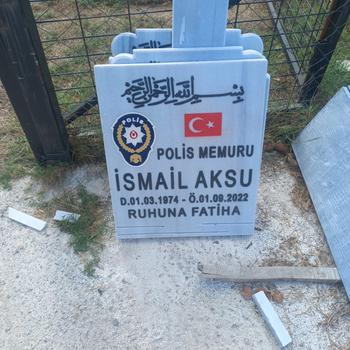 بسم الله الرحمن الرحيم
POLİS
POLİS MEMURU
İSMAİL AKSU
D.01.03.1974 - Ö.01.09.2022
RUHUNA FATİHA